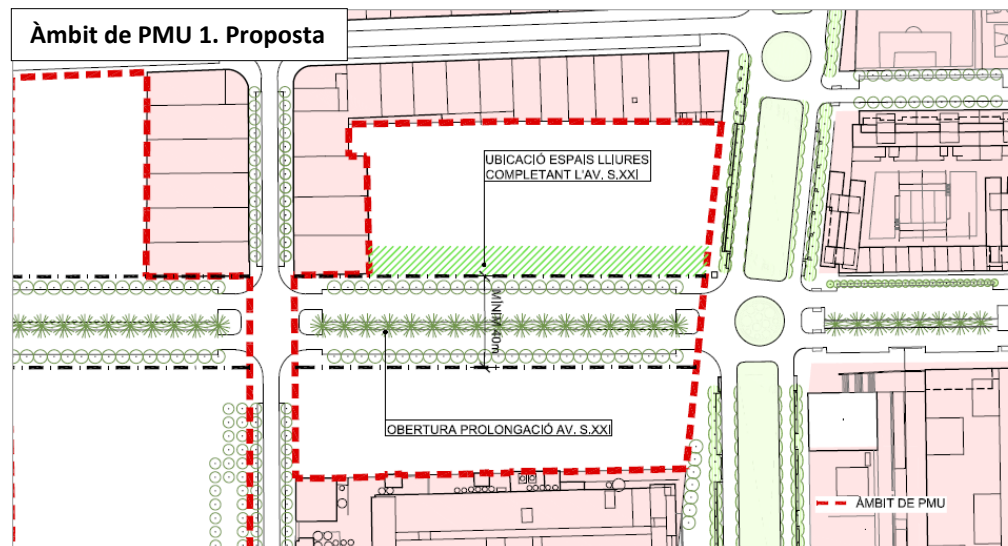 Àmbit de PMU 1. Proposta
UBICACIÓ ESPAIS LLIURES
COMPLETANT L'AV, S,XXI
MÍNIM 40m
OBERTURA PROLONGACIÓ AV. S.XXI
ÀMBIT DE PMU